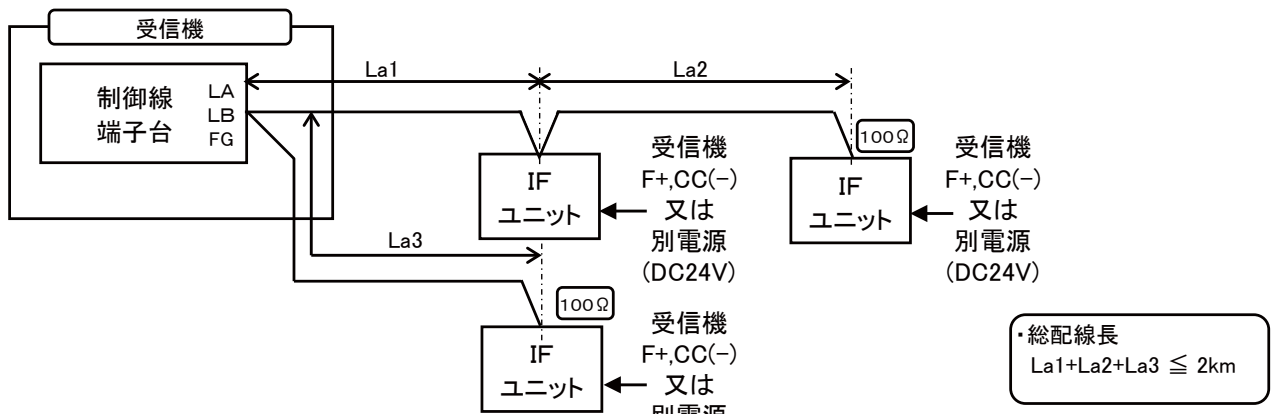 受信機
制御線
端子台
LA
LB
FG
La1
La2
La3
IF
ユニット
受信機
F+,CC(-)
又は
別電源
(DC24V)
100Ω
IF
ユニット
受信機
F+,CC(-)
又は
別電源
(DC24V)
100Ω
IF
ユニット
受信機
F+,CC(-)
又は
別電源
・総配線長
La1+La2+La3 ≦ 2km